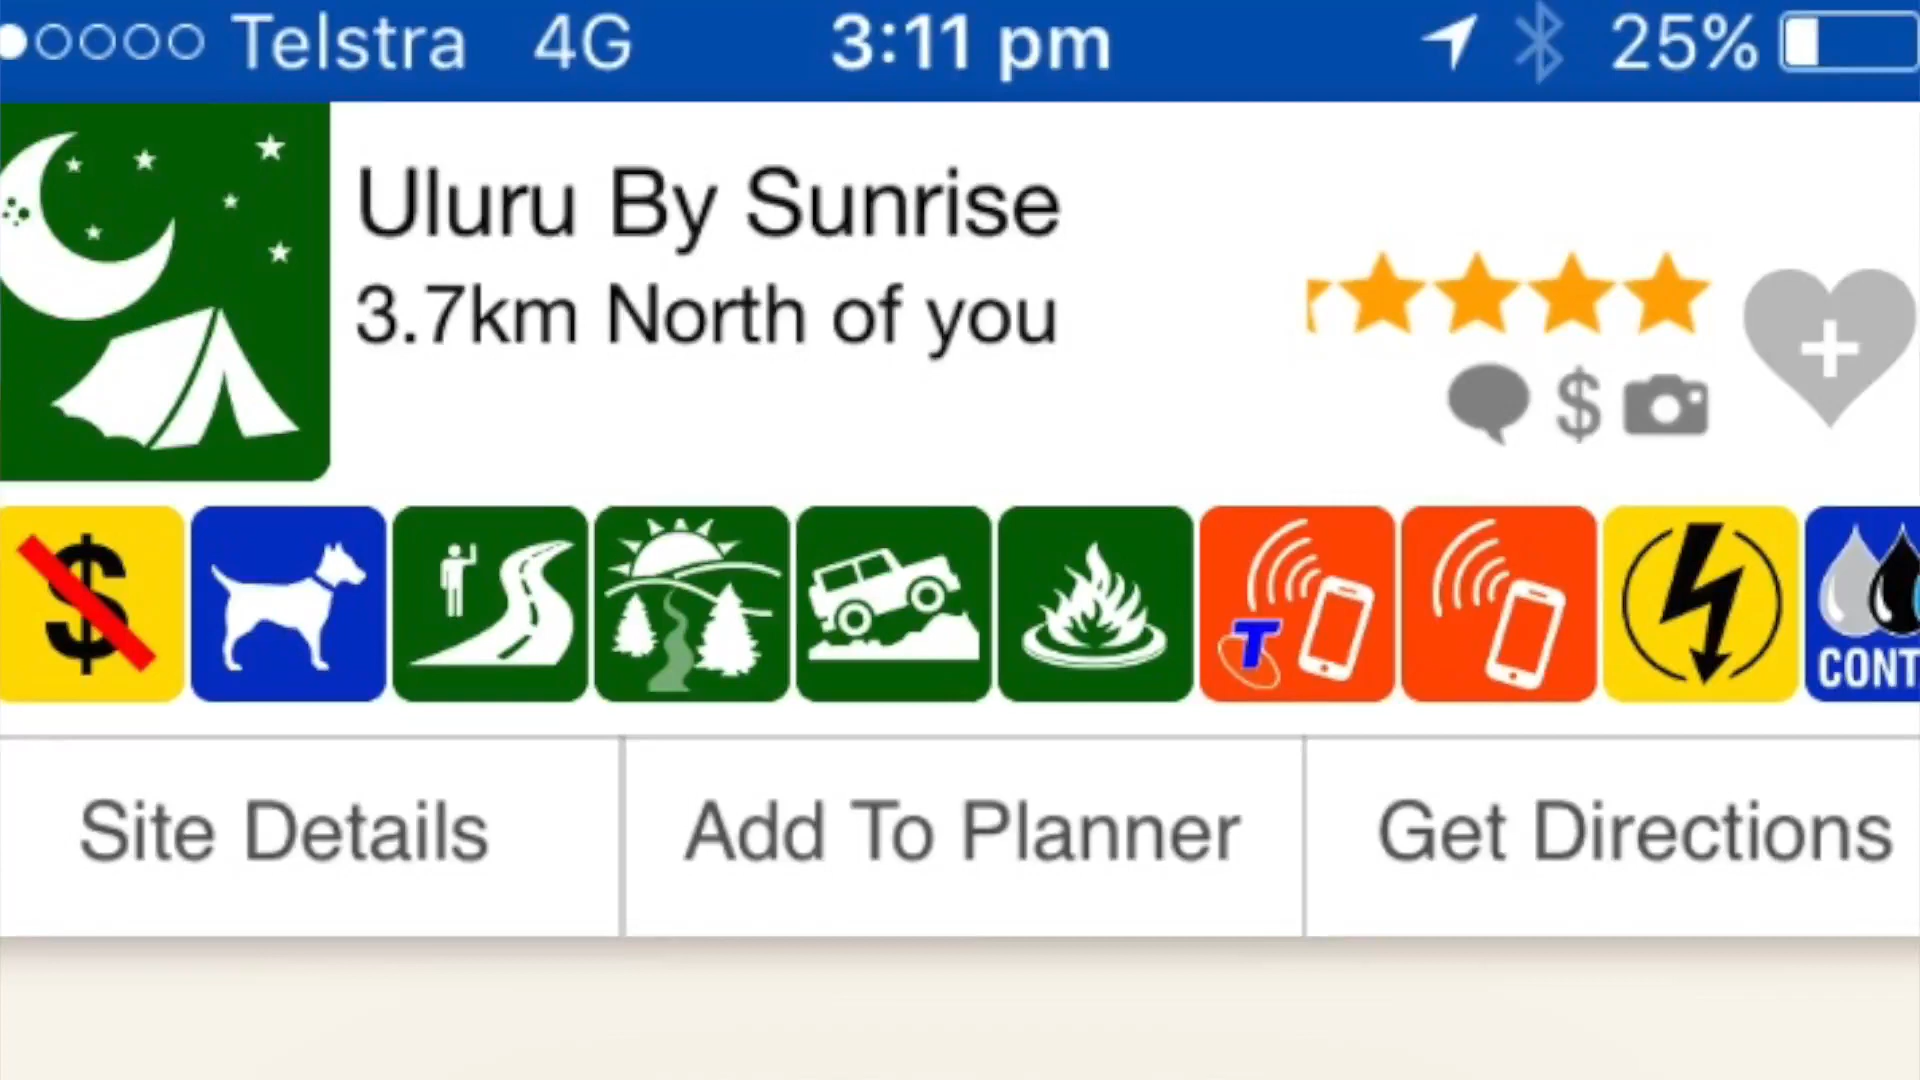 Telstra 4G 3:11 pm 25%
Uluru By Sunrise
3.7km North of you
$
$
T
CONT
Site Details
Add To Planner
Get Directions